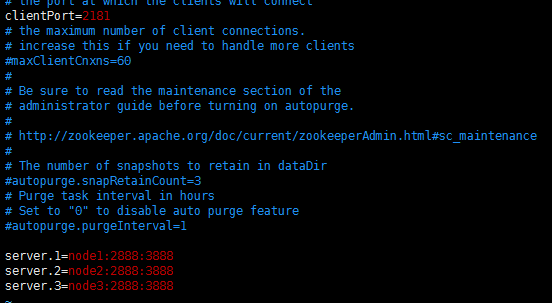 # the port at which the clients will connect
clientPort=2181
# the maximum number of client connections.
# increase this if you need to handle more clients
#maxClientCnxns=60
#
# Be sure to read the maintenance section of the
# administrator guide before turning on autopurge.
#
# http://zookeeper.apache.org/doc/current/zookeeperAdmin.html#sc_maintenance
#
# The number of snapshots to retain in dataDir
#autopurge.snapRetainCount=3
# Purge task interval in hours
# Set to "0" to disable auto purge feature
#autopurge.purgeInterval=1
server.1=node1:2888:3888
server.2=node2:2888:3888
server.3=node3:2888:3888
~